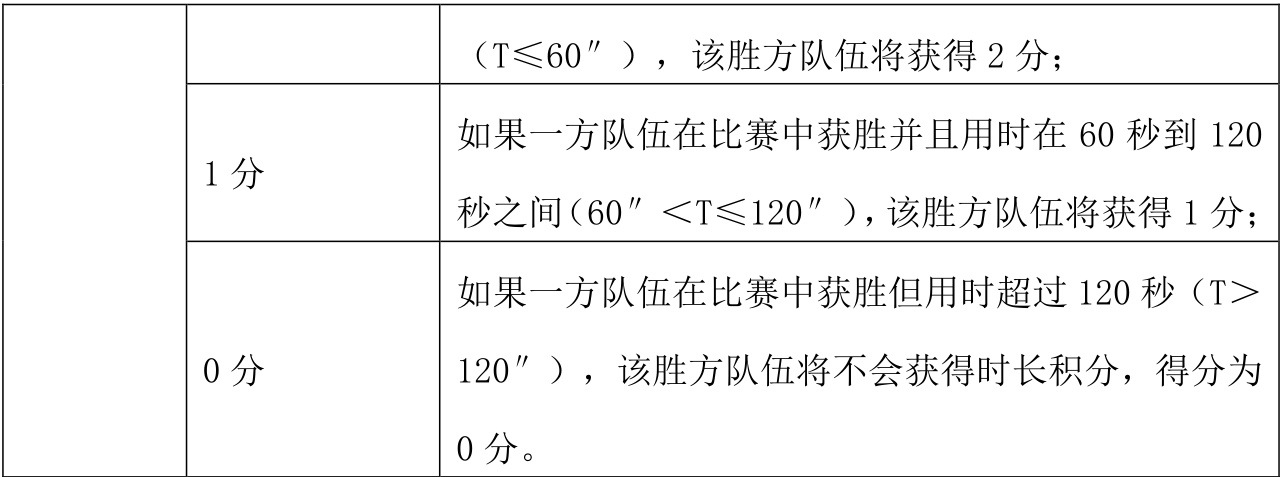 （T≤60″），该胜方队伍将获得 2 分；
1 分
如果一方队伍在比赛中获胜并且用时在 60 秒到 120
秒之间（60″＜T≤120″），该胜方队伍将获得 1 分；
0 分
如果一方队伍在比赛中获胜但用时超过 120 秒（T＞
120″），该胜方队伍将不会获得时长积分，得分为
0 分。